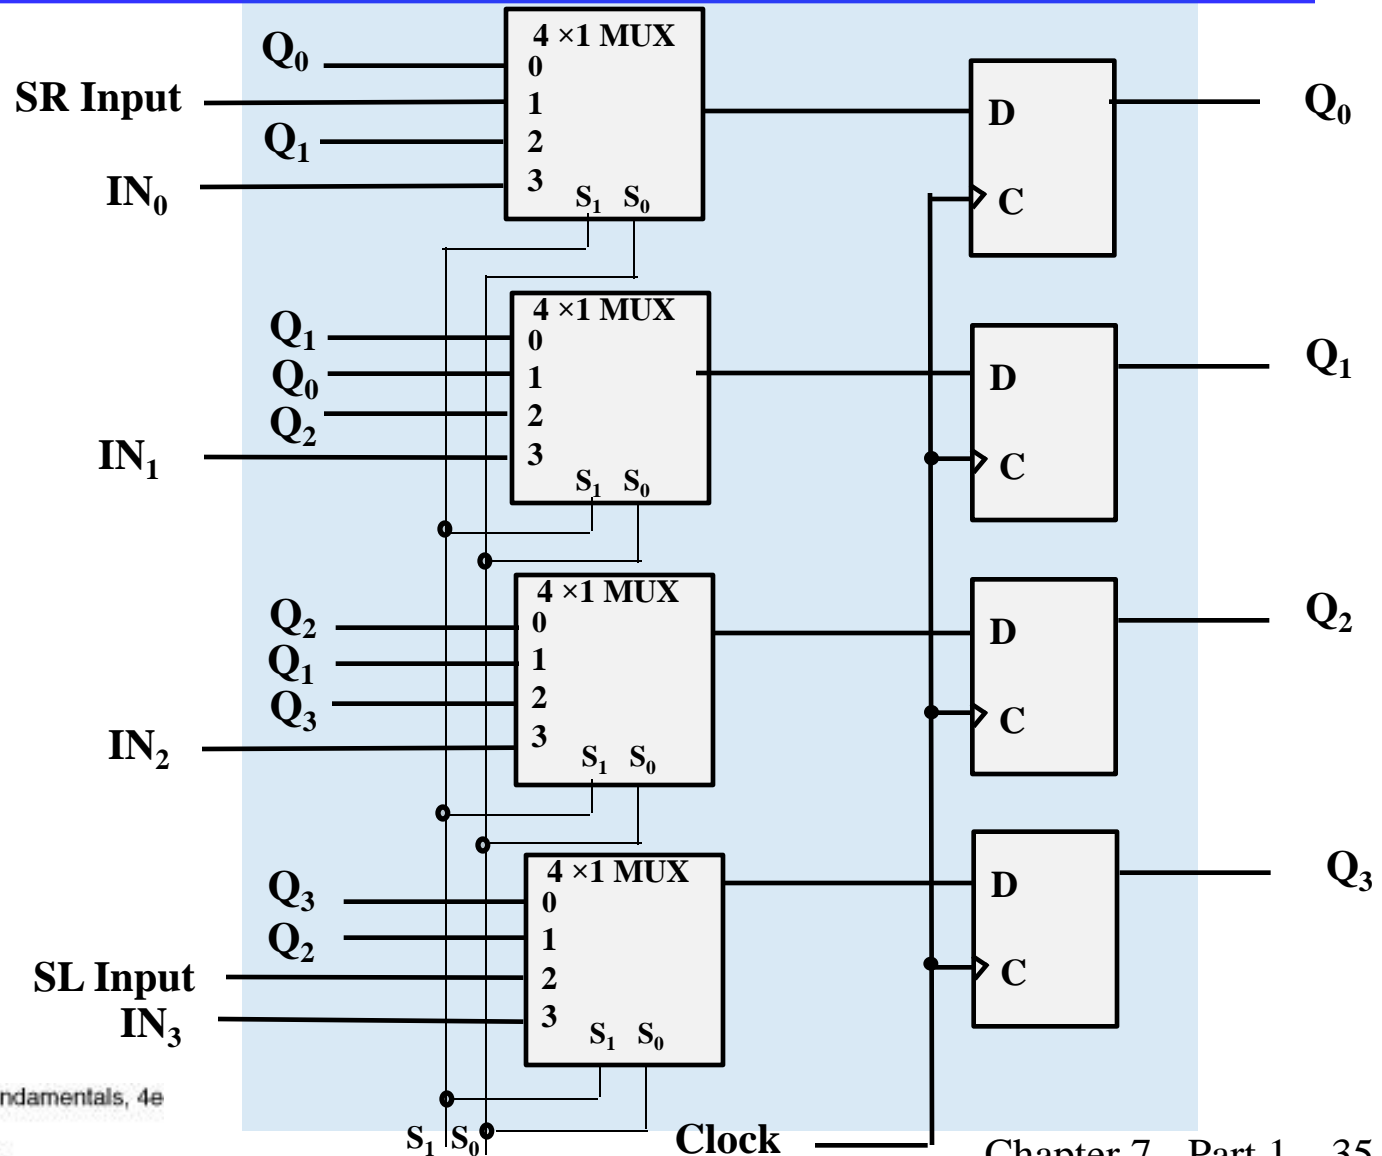 4 ×1 MUX
Q0
0
SR Input
1
Q1
2
IN0
3
S1 S0
D
C
Q0
4 ×1 MUX
Q1
0
Q0
1
Q2
2
IN1
3
S1 S0
D
C
Q1
4 ×1 MUX
Q2
0
Q1
1
Q3
2
IN2
3
S1 S0
D
C
Q2
4 ×1 MUX
Q3
0
Q2
1
SL Input
2
IN3
3
S1 S0
D
C
Q3
ndamentals, 4e
S1 S0
Clock
Chapter 7 Part 1 35